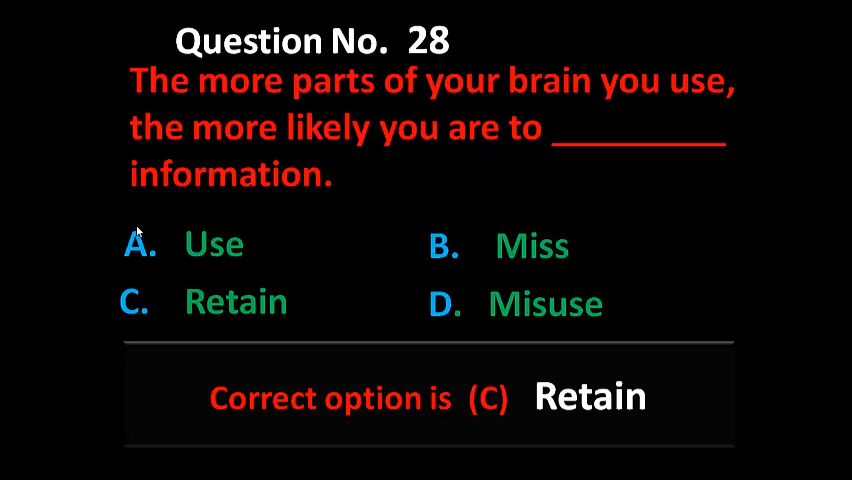 Question No. 28
The more parts of your brain you use,
the more likely you are to __________
information.
A. Use B. Miss
C. Retain D. Misuse
Correct option is (C) Retain